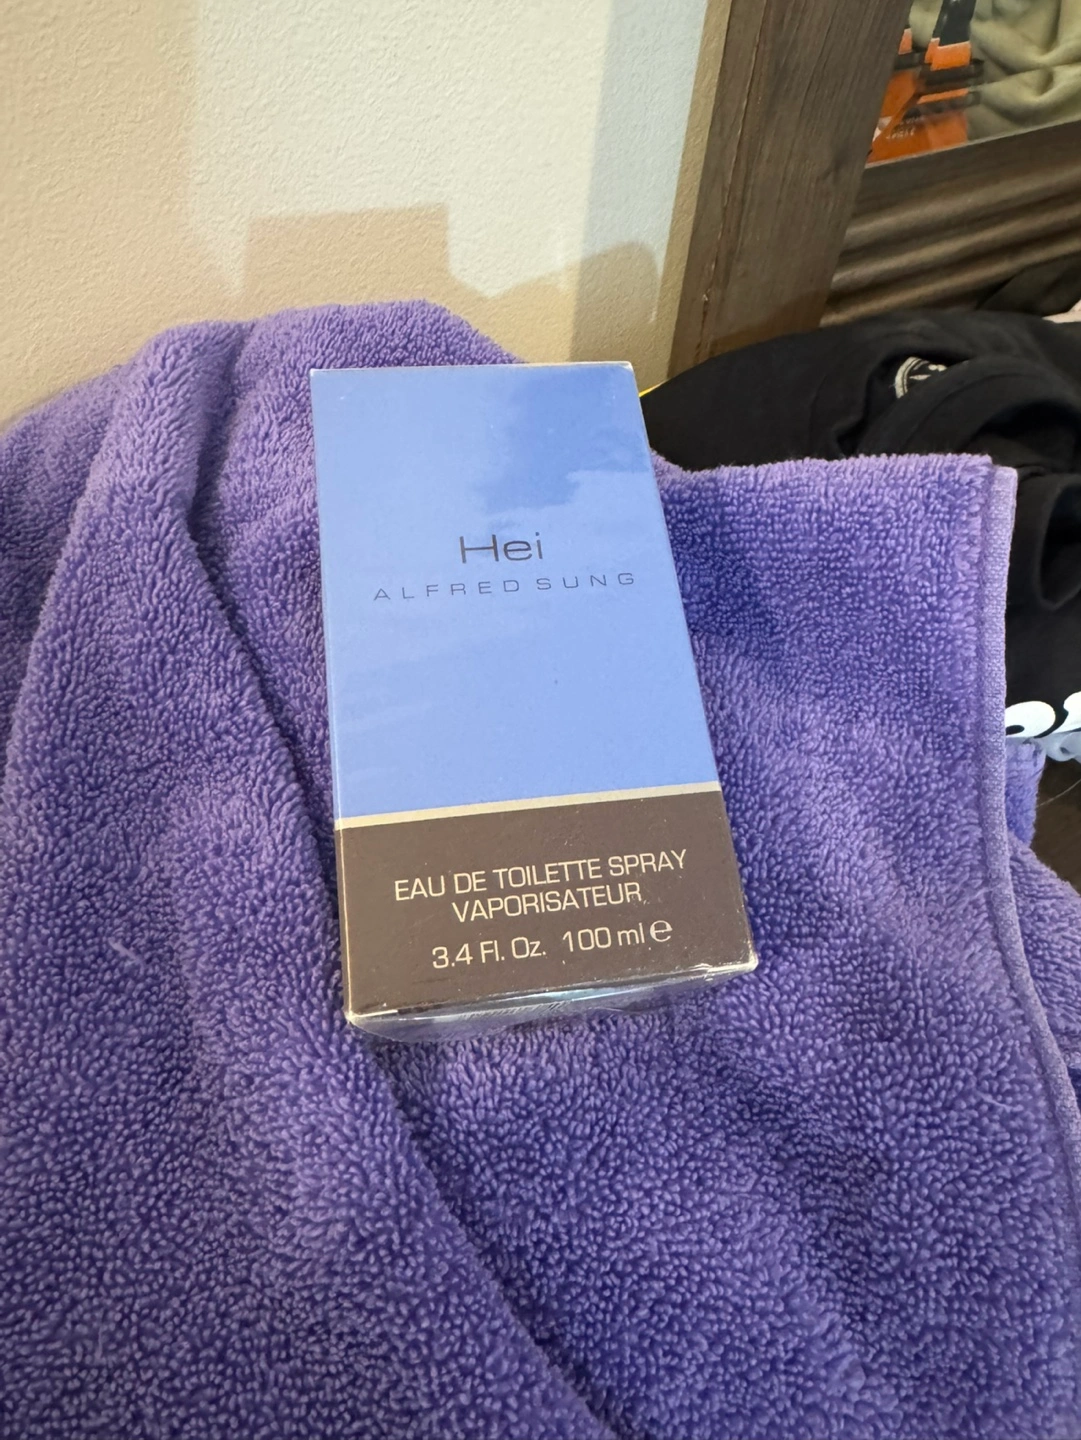 Hei
ALFRED SUNG
EAU DE TOILETTE SPRAY
VAPORISATEUR
3.4 Fl. Oz. 100 ml ℮